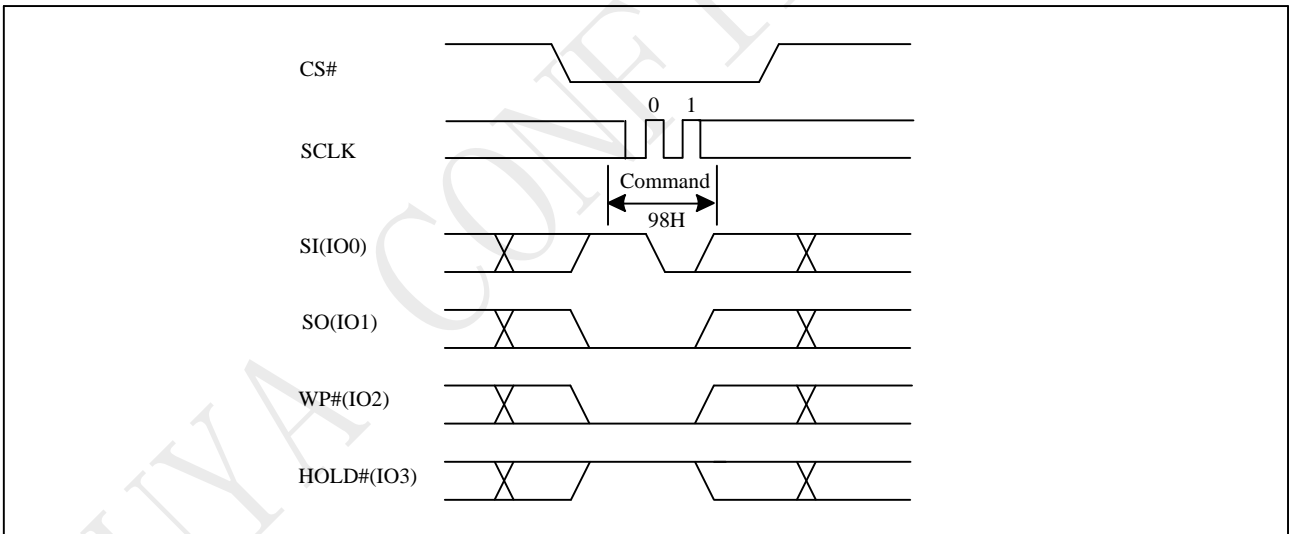 CS#
0 1
SCLK
Command
98H
SI(IO0)
SO(IO1)
WP#(IO2)
HOLD#(IO3)